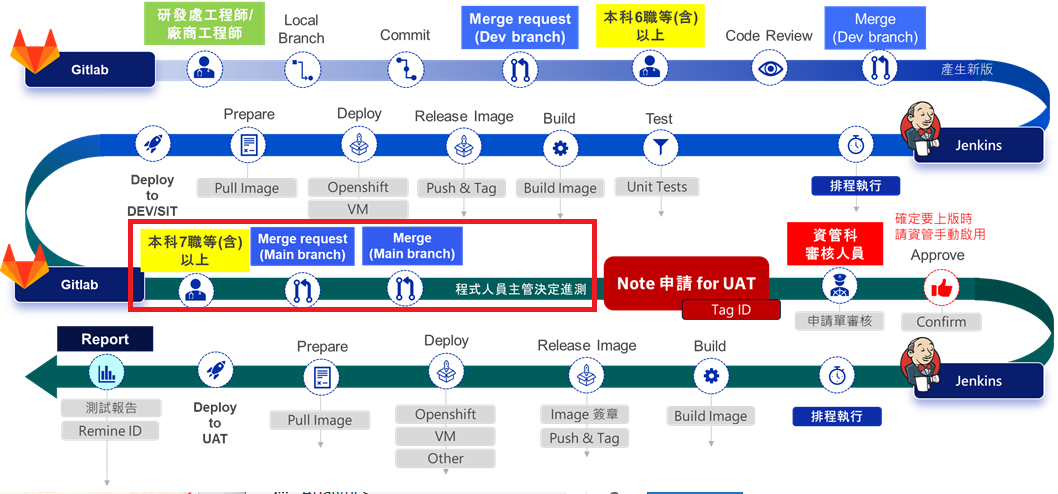 研發處工程師/
廠商工程師
Local
Branch
Commit
Merge request
(Dev branch)
本科6職等(含)
以上
Code Review
Merge
(Dev branch)
Gitlab
產生新版
Prepare
Deploy
Release Image
Build
Test
Jenkins
Deploy
to
DEV/SIT
Pull Image
Openshift
VM
Push & Tag
Build Image
Unit Tests
排程執行
本科7職等(含)
以上
Merge request
(Main branch)
Merge
(Main branch)
Gitlab
程式人員主管決定進測
Note 申請 for UAT
Tag ID
資管科
審核人員
申請單審核
確定要上版時
請資管手動啟用
Approve
Confirm
Report
測試報告
Remine ID
Deploy
to
UAT
Prepare
Pull Image
Deploy
Openshift
VM
Other
Release Image
Image 簽章
Push & Tag
Build
Build Image
排程執行
Jenkins